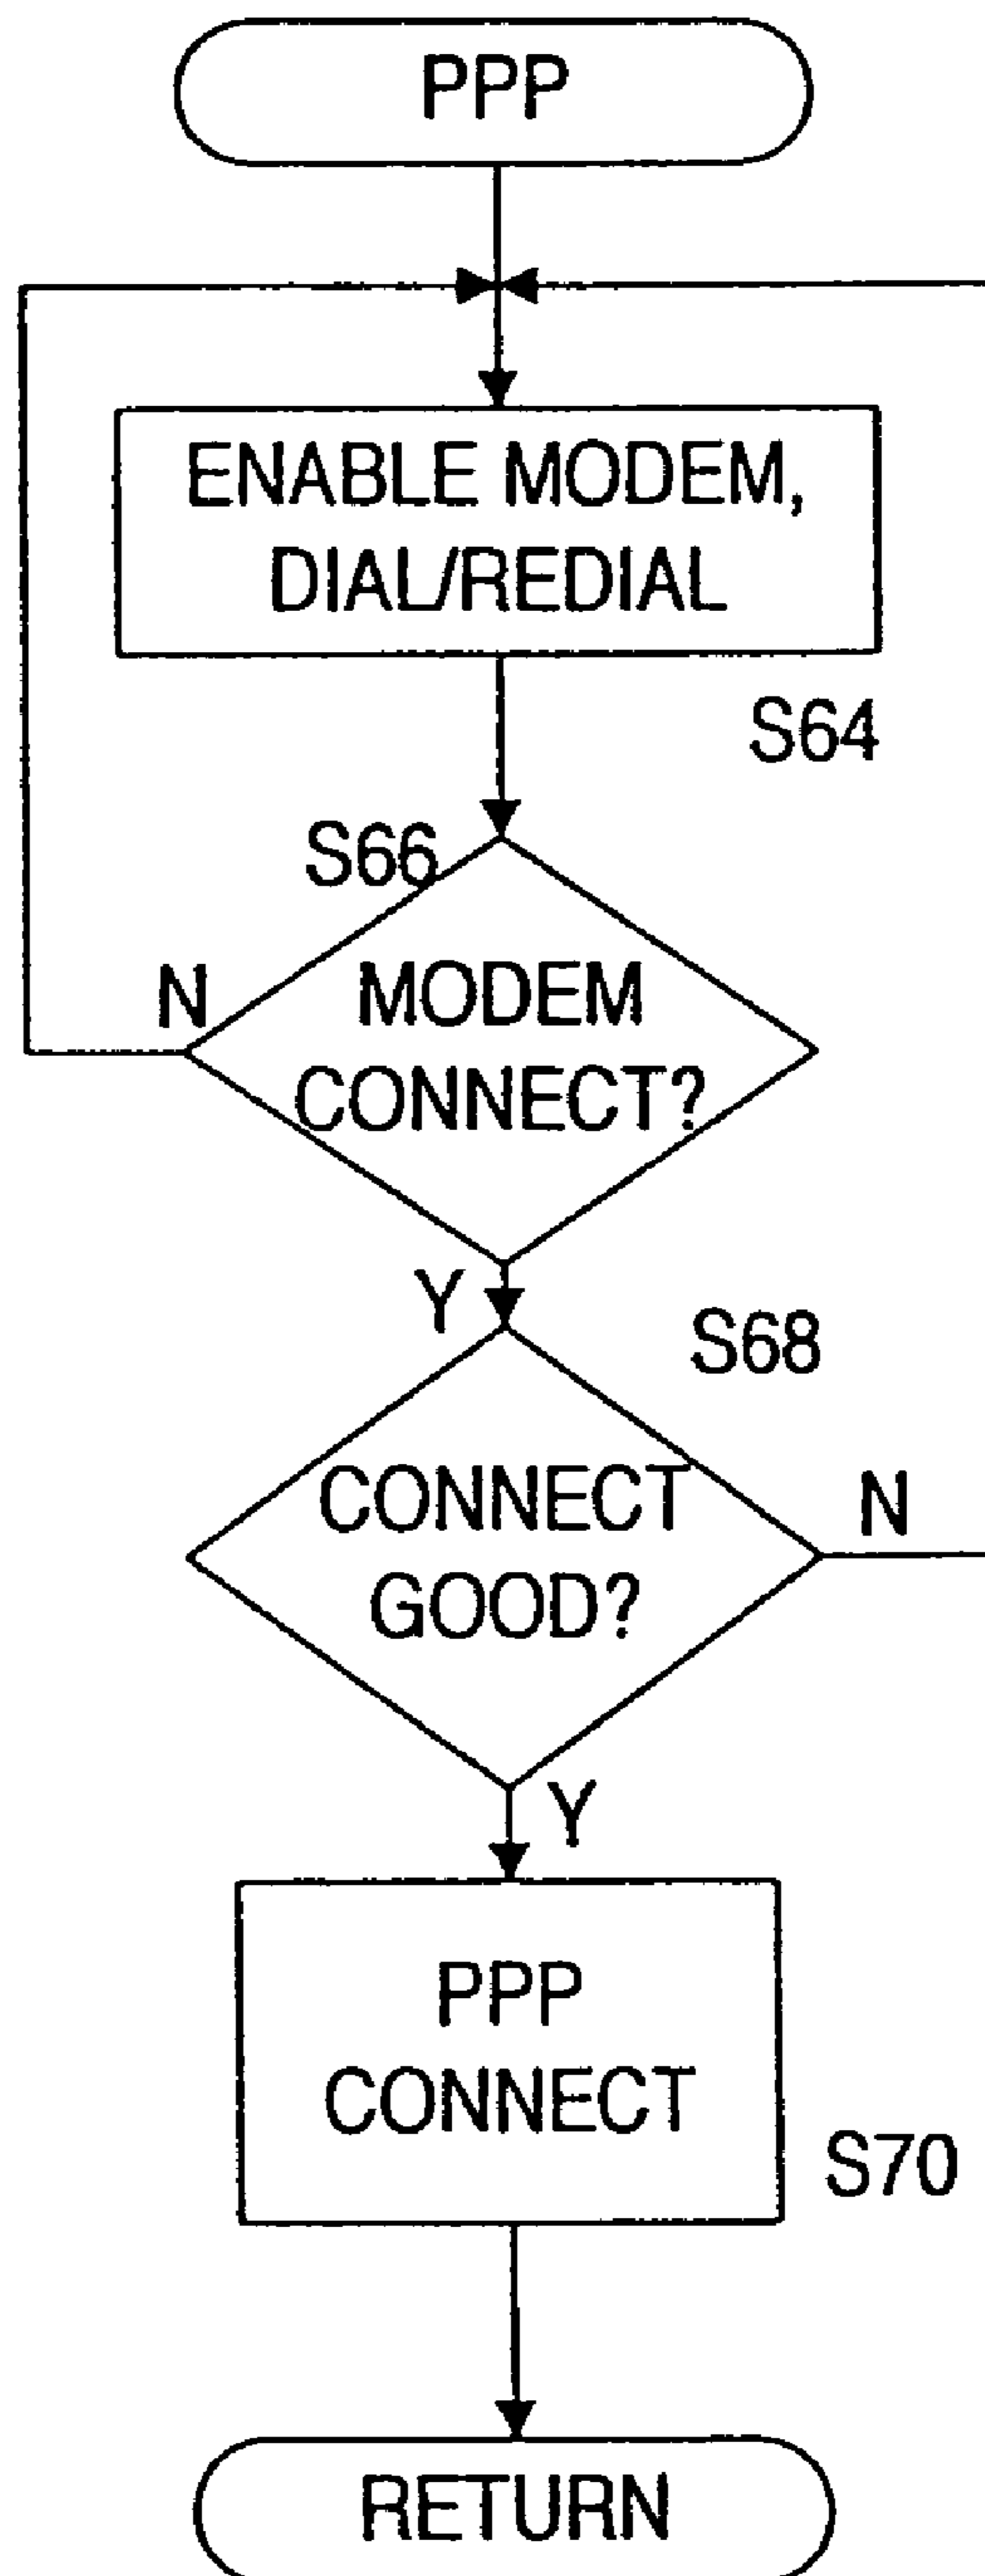 PPP
ENABLE MODEM,
DIAL/REDIAL
S64
S66
N
MODEM
CONNECT?
Y
S68
CONNECT
GOOD?
N
Y
PPP
CONNECT
S70
RETURN